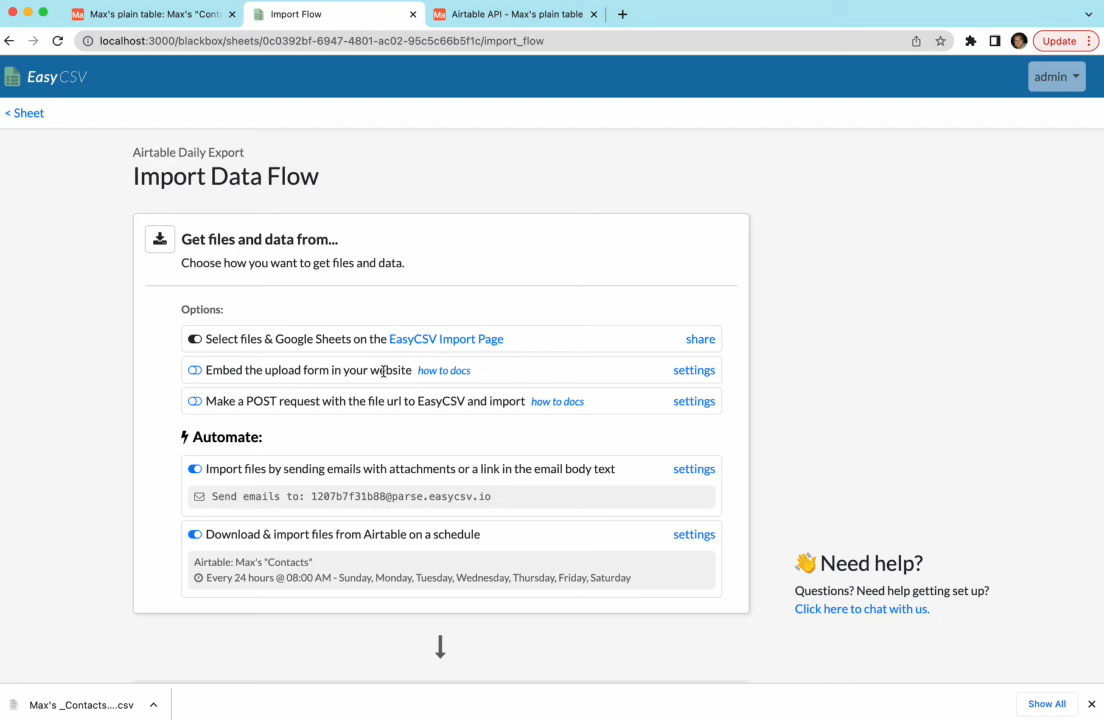 Max's plain table: Max's "Conta
Import Flow
Airtable API - Max's plain table
localhost:3000/blackbox/sheets/0c0392bf-6947-4801-ac02-95c5c66b5f1c/import_flow
Update
EasyCSV
admin
< Sheet
Airtable Daily Export
Import Data Flow
Get files and data from...
Choose how you want to get files and data.
Options:
Select files & Google Sheets on the EasyCSV Import Page share
Embed the upload form in your website how to docs settings
Make a POST request with the file url to EasyCSV and import how to docs settings
Automate:
Import files by sending emails with attachments or a link in the email body text settings
Send emails to: 1207b7f31b88@parse.easycsv.io
Download & import files from Airtable on a schedule settings
Airtable: Max's "Contacts"
Every 24 hours @ 08:00 AM - Sunday, Monday, Tuesday, Wednesday, Thursday, Friday, Saturday
Need help?
Questions? Need help getting set up?
Click here to chat with us.
Max's _Contacts....csv
Show All